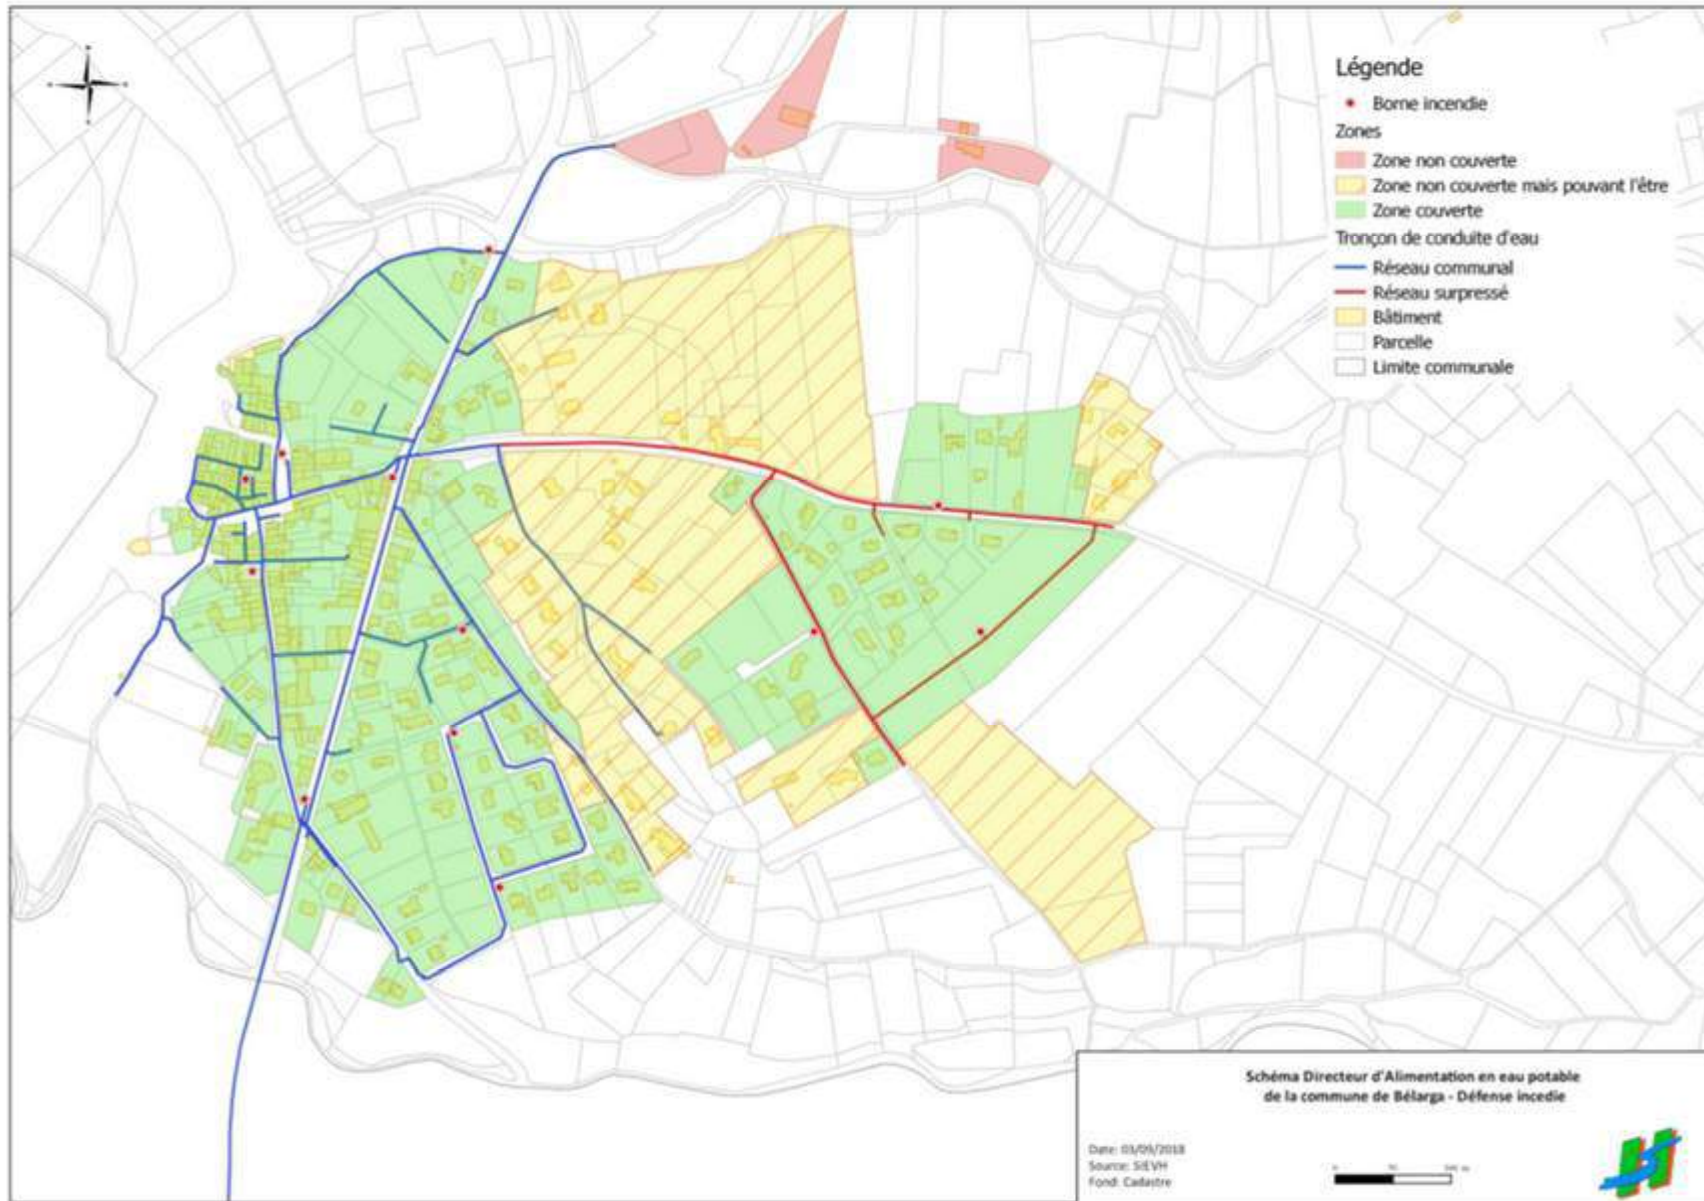 Légende
Borne incendie
Zones
Zone non couverte
Zone non couverte mais pouvant l'être
Zone couverte
Tronçon de conduite d'eau
Réseau communal
Réseau surpressé
Bâtiment
Parcelle
Limite communale
Schéma Directeur d'Alimentation en eau potable
de la commune de Bélarga - Défense incedie
Date: 03/09/2018
Source: SIEVH
Fond: Cadastre